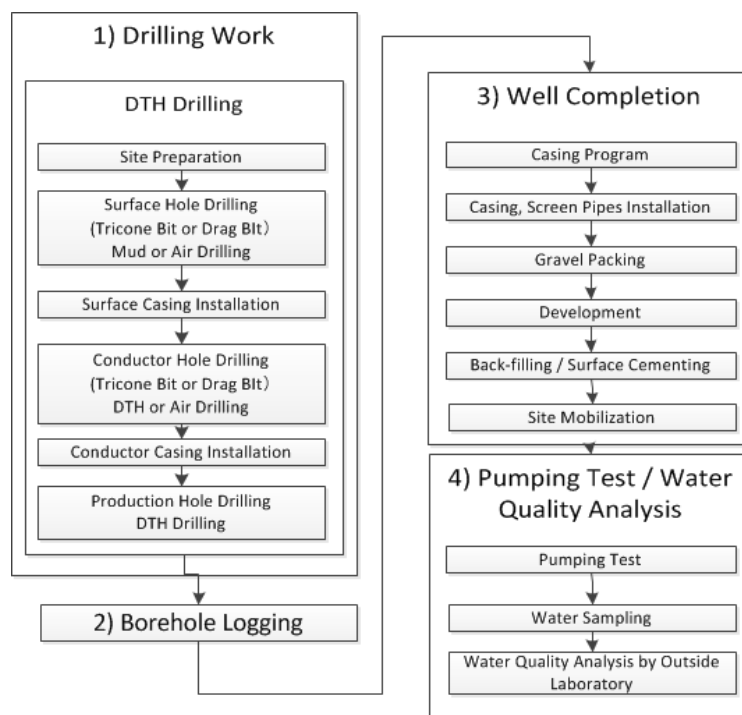 1) Drilling Work
DTH Drilling
Site Preparation
Surface Hole Drilling
(Tricone Bit or Drag BIt)
Mud or Air Drilling
Surface Casing Installation
Conductor Hole Drilling
(Tricone Bit or Drag BIt)
DTH or Air Drilling
Conductor Casing Installation
Production Hole Drilling
DTH Drilling
2) Borehole Logging
3) Well Completion
Casing Program
Casing, Screen Pipes Installation
Gravel Packing
Development
Back-filling / Surface Cementing
Site Mobilization
4) Pumping Test / Water
Quality Analysis
Pumping Test
Water Sampling
Water Quality Analysis by Outside
Laboratory